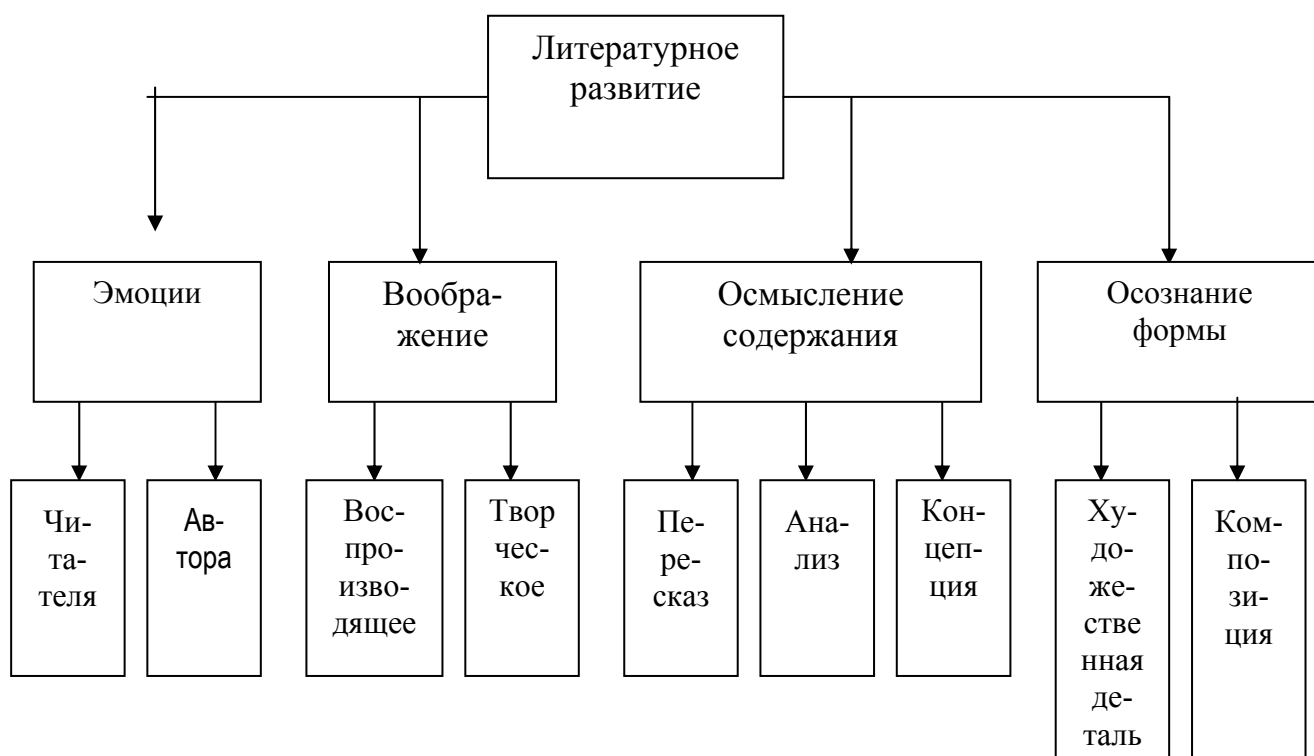 Литературное
развитие
Эмоции
Вообра-
жение
Осмысление
содержания
Осознание
формы
Чи-
та-
теля
Ав-
тора
Вос-
про-
изво-
дящее
Твор
чес-
кое
Пе-
ре-
сказ
Ана-
лиз
Кон-
цеп-
ция
Ху-
до-
же-
стве
нная
де-
таль
Ком-
по-
зи-
ция